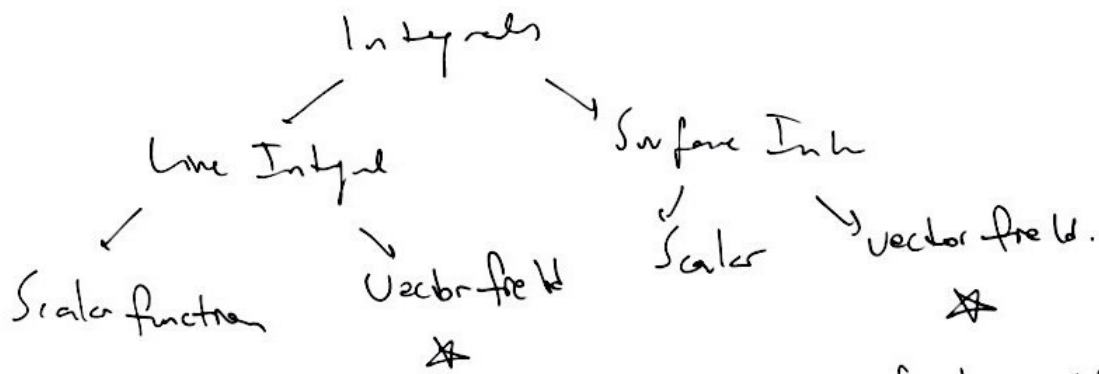 Integrals
Line Integral
Surface Int
Scalar function
Vector field
Scalar
vector field.